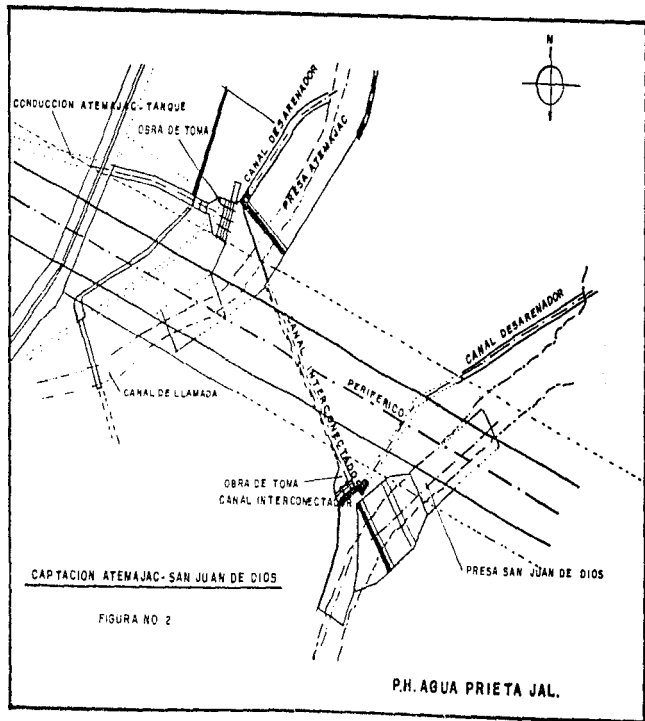 N
CONDUCCION ATEMAJAC-TANQUE
OBRA DE TOMA
CANAL DESARENADOR
PRESA ATEMAJAC
CANAL DESARENADOR
CANAL INTERCONECTADOR
PERIFERICO
CANAL DE LLAMADA
OBRA DE TOMA
CANAL INTERCONECTADOR
PRESA SAN JUAN DE DIOS
CAPTACION ATEMAJAC-SAN JUAN DE DIOS
FIGURA NO 2
P.H. AGUA PRIETA JAL.